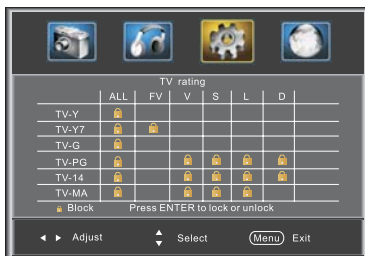 TV rating
ALL FV V S L D
TV-Y
TV-Y7
TV-G
TV-PG
TV-14
TV-MA
Block Press ENTER to lock or unlock
Adjust Select Menu Exit